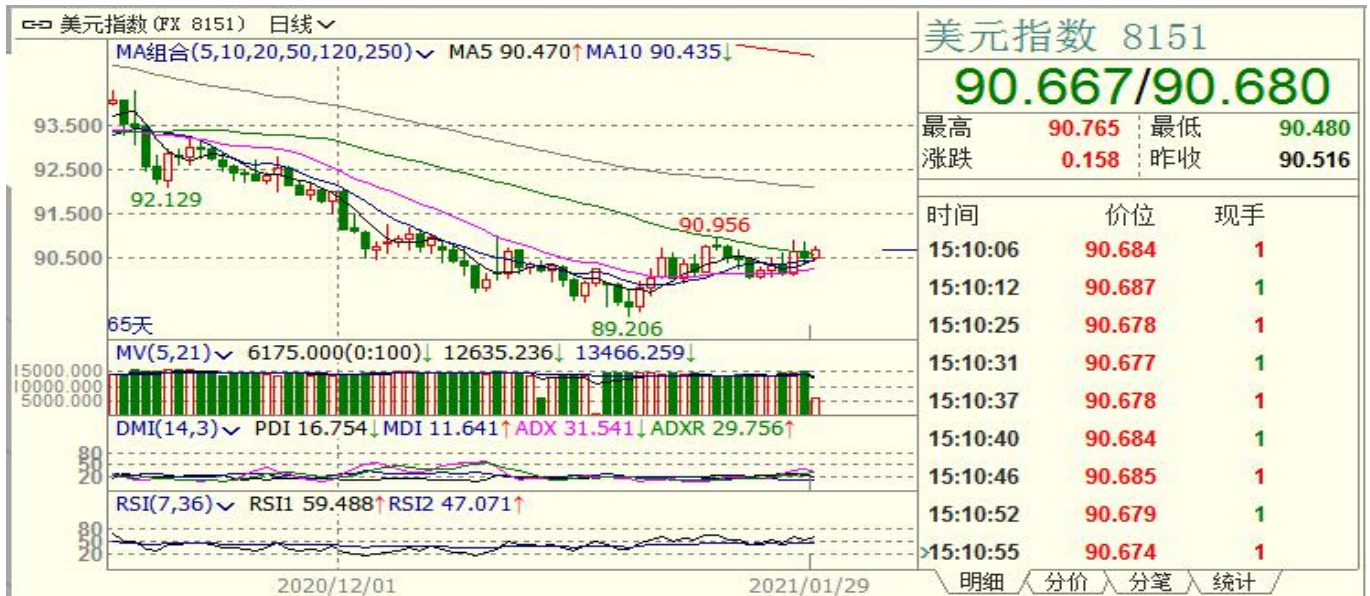 美元指数(FX 8151) 日线
MA组合(5,10,20,50,120,250) MA5 90.470↑MA10 90.435↓
93.500
92.500
91.500
90.500
92.129
90.956
89.206
65天
MV(5,21) 6175.000(0:100)↓ 12635.236↓ 13466.259↓
15000.000
10000.000
5000.000
DMI(14,3) PDI 16.754↓MDI 11.641↑ADX 31.541↓ADXR 29.756↑
80
50
20
RSI(7,36) RSI1 59.488↑RSI2 47.071↑
80
50
20
2020/12/01 2021/01/29
美元指数 8151
90.667/90.680
最高 90.765 最低 90.480
涨跌 0.158 昨收 90.516
时间 价位 现手
15:10:06 90.684 1
15:10:12 90.687 1
15:10:25 90.678 1
15:10:31 90.677 1
15:10:37 90.678 1
15:10:40 90.684 1
15:10:46 90.685 1
15:10:52 90.679 1
>15:10:55 90.674 1
明细 分价 分笔 统计